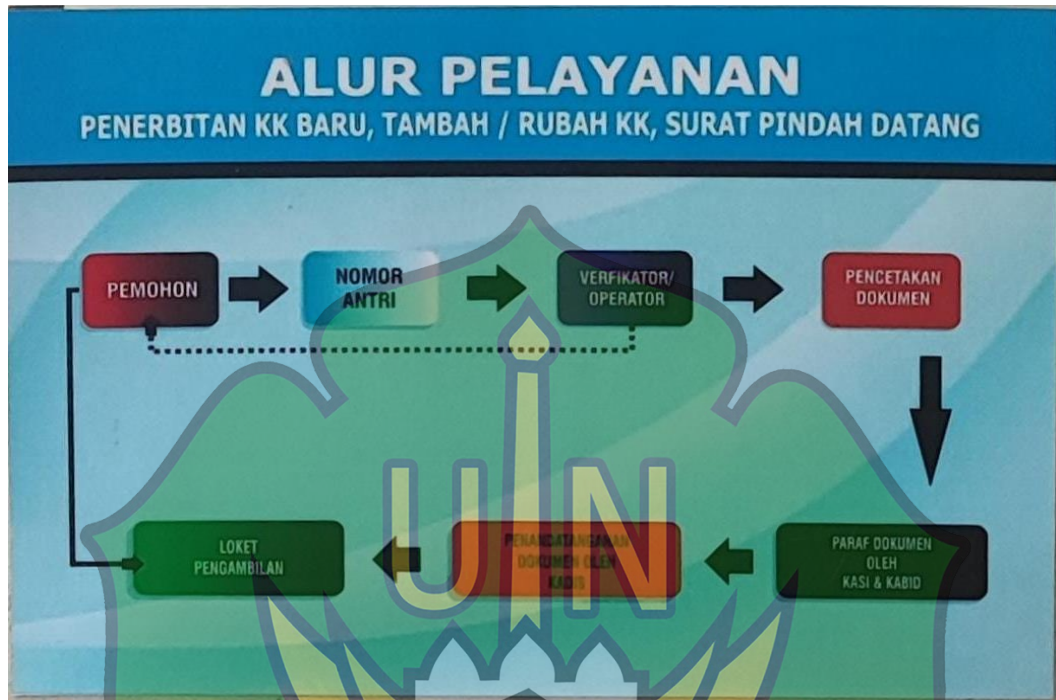 ALUR PELAYANAN
PENERBITAN KK BARU, TAMBAH / RUBAH KK, SURAT PINDAH DATANG
PEMOHON
NOMOR
ANTRI
VERFIKATOR/
OPERATOR
PENCETAKAN
DOKUMEN
LOKET
PENGAMBILAN
PENANDATANGANAN
DOKUMEN OLEH
KADIS
PARAF DOKUMEN
OLEH
KASI & KABID
UIN